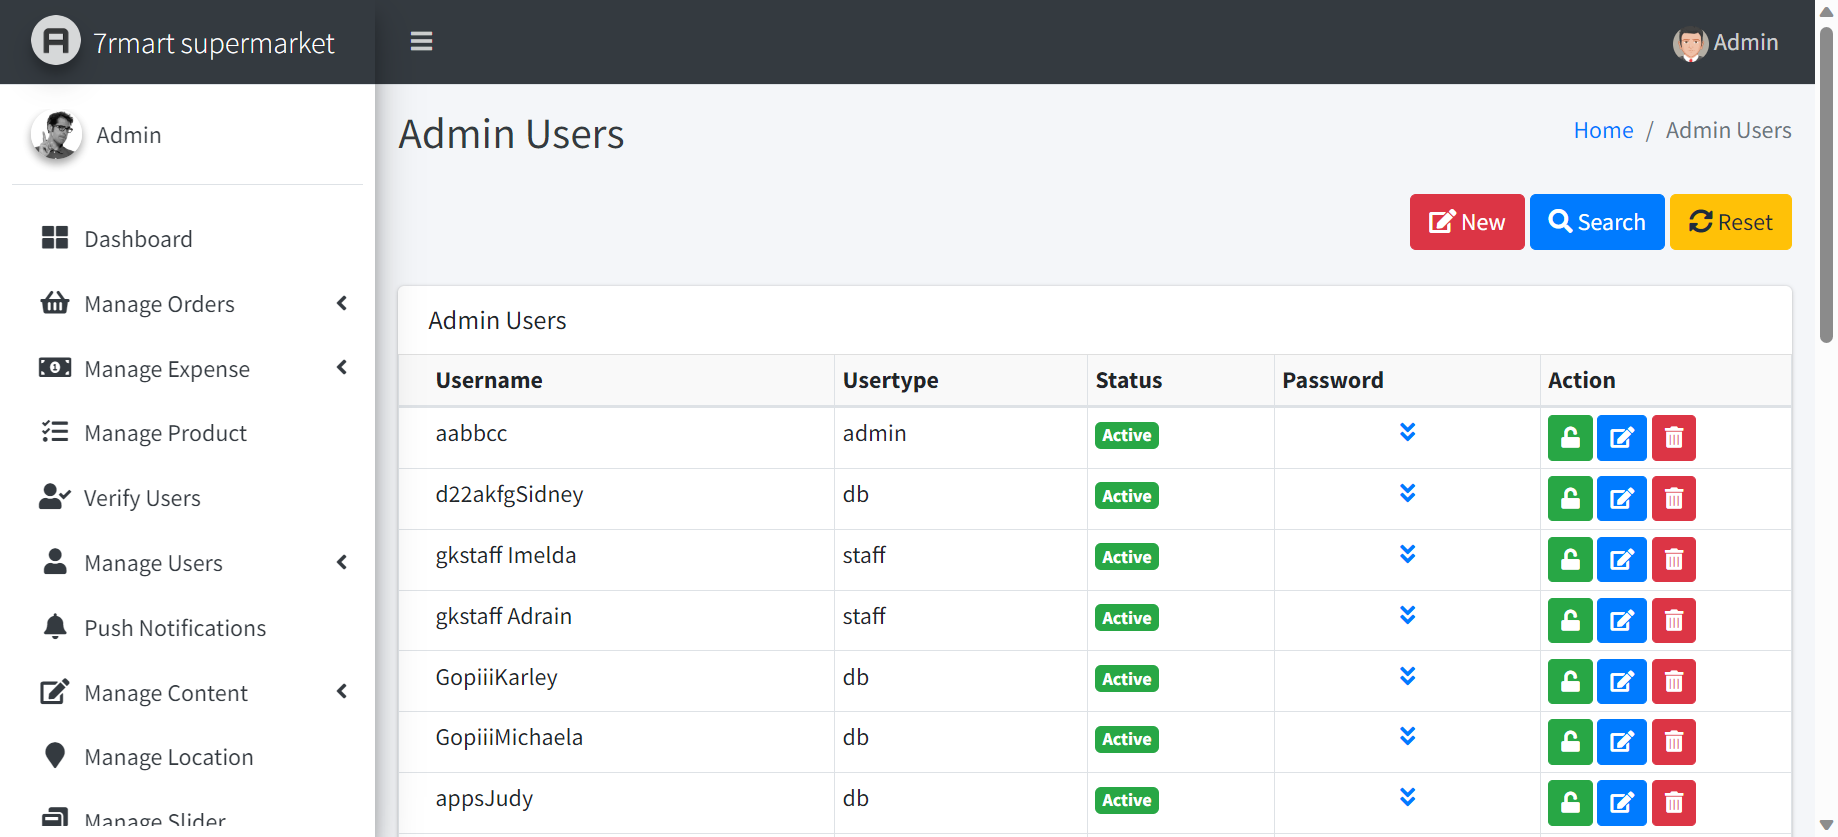 7rmart supermarket
Admin
Admin
Dashboard
Manage Orders
Manage Expense
Manage Product
Verify Users
Manage Users
Push Notifications
Manage Content
Manage Location
Manage Slider
Admin Users
Home / Admin Users
New Search Reset
Admin Users
Username Usertype Status Password Action
aabbcc admin Active
d22akfgSidney db Active
gkstaff Imelda staff Active
gkstaff Adrain staff Active
GopiiiKarley db Active
GopiiiMichaela db Active
appsJudy db Active